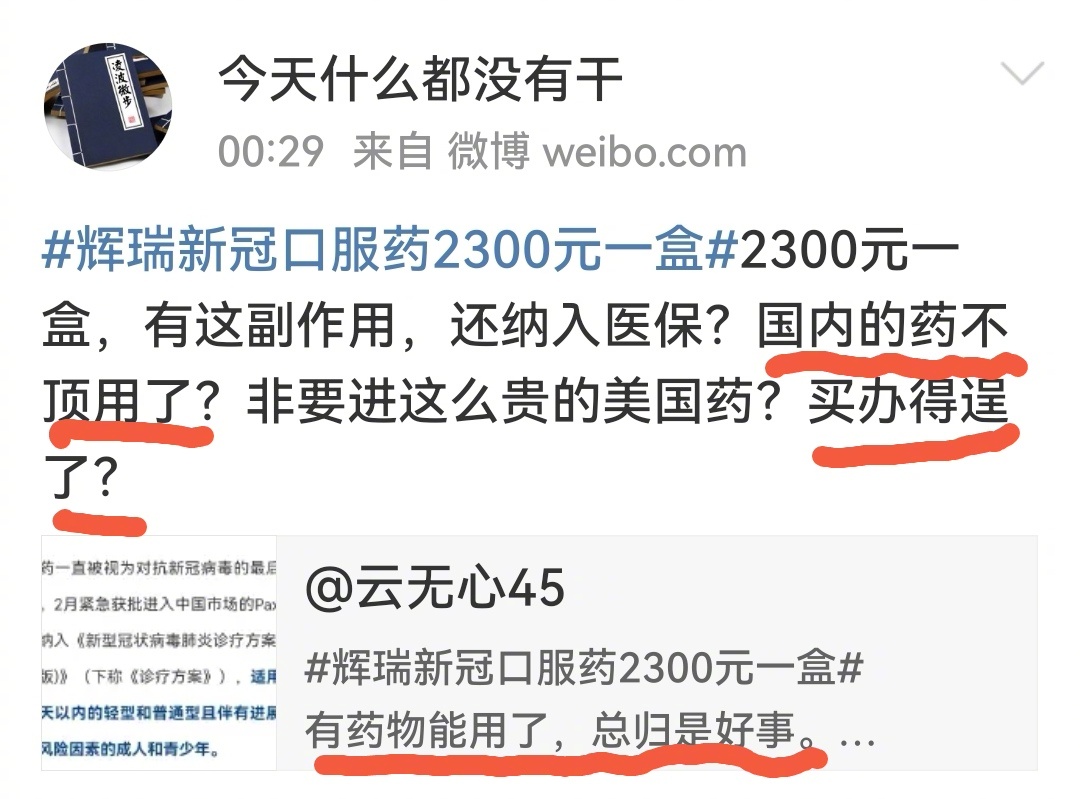 凌波微步
今天什么都没有干
00:29 来自 微博 weibo.com
#辉瑞新冠口服药2300元一盒#2300元一
盒，有这副作用，还纳入医保？国内的药不
顶用了？非要进这么贵的美国药？买办得逞
了？
药一直被视为对抗新冠病毒的最后
，2月紧急获批进入中国市场的Pax
纳入《新型冠状病毒肺炎诊疗方案
版)》（下称《诊疗方案》），适用
天以内的轻型和普通型且伴有进展
风险因素的成人和青少年。
@云无心45
#辉瑞新冠口服药2300元一盒#
有药物能用了，总归是好事。...